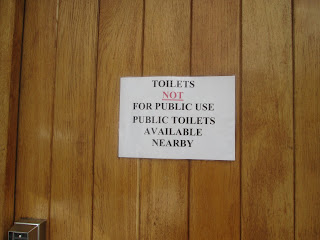 TOILETS
NOT
FOR PUBLIC USE
PUBLIC TOILETS
AVAILABLE
NEARBY